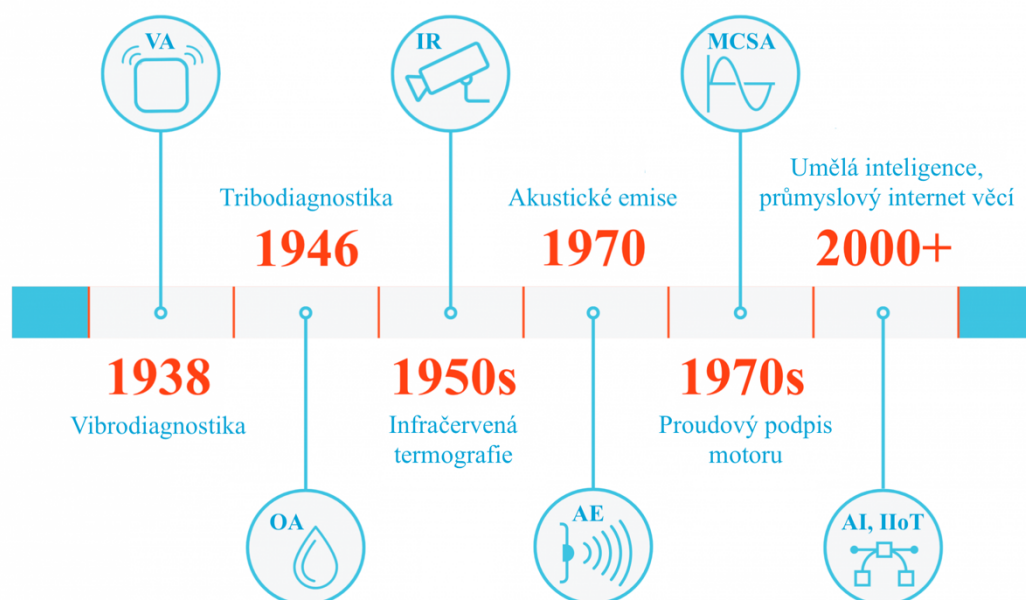 VA
1938
Vibrodiagnostika
Tribodiagnostika
1946
OA
IR
1950s
Infračervená
termografie
Akustické emise
1970
AE
MCSA
1970s
Proudový podpis
motoru
Umělá inteligence,
průmyslový internet věcí
2000+
AI, IIoT